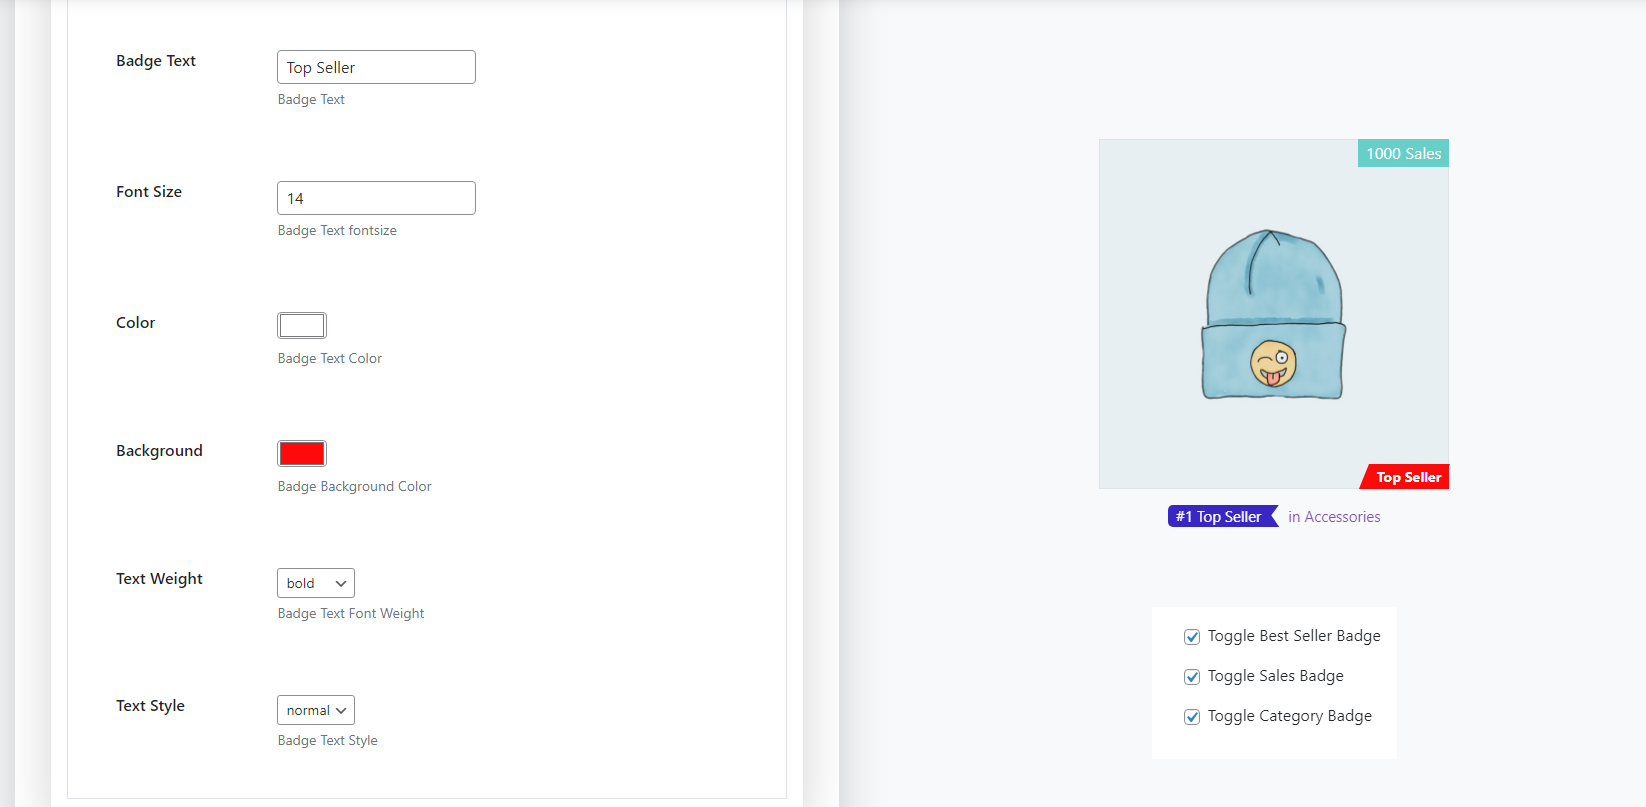 Badge Text
Top Seller
Badge Text
Font Size
14
Badge Text fontsize
Color
Badge Text Color
Background
Badge Background Color
Text Weight
bold
Badge Text Font Weight
Text Style
normal
Badge Text Style
1000 Sales
Top Seller
#1 Top Seller in Accessories
Toggle Best Seller Badge
Toggle Sales Badge
Toggle Category Badge